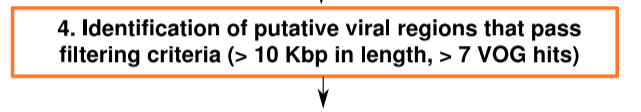 4. Identification of putative viral regions that pass
filtering criteria (> 10 Kbp in length, > 7 VOG hits)